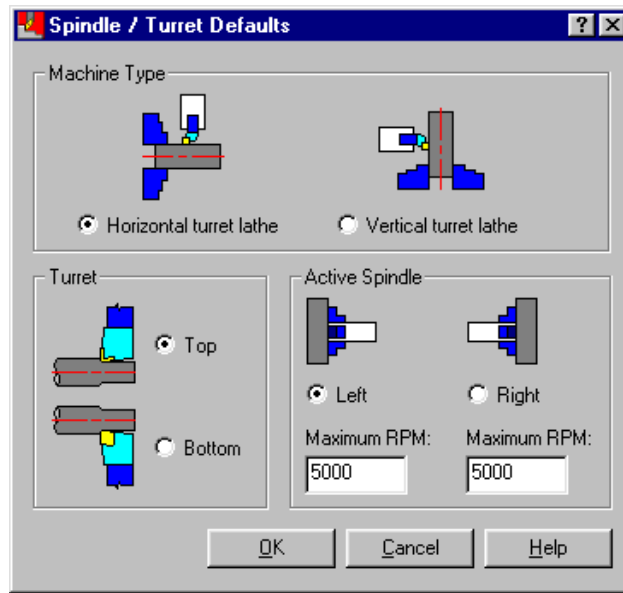 Spindle / Turret Defaults
Machine Type
Horizontal turret lathe
Vertical turret lathe
Turret
Top
Bottom
Active Spindle
Left
Right
Maximum RPM:
Maximum RPM:
5000
5000
OK
Cancel
Help